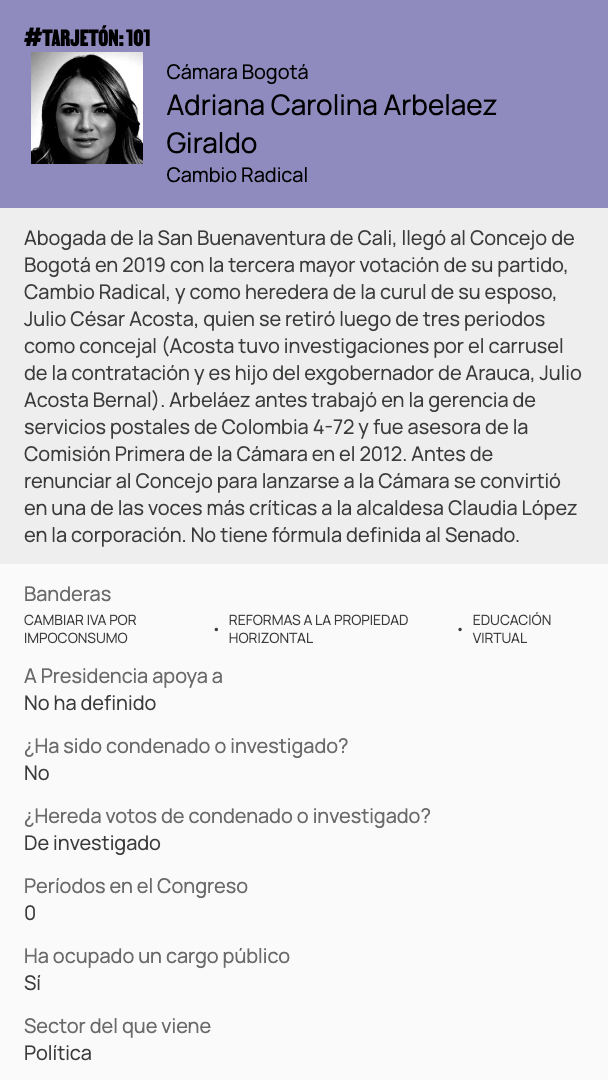 #TARJETÓN: 101
Cámara Bogotá
Adriana Carolina Arbelaez
Giraldo
Cambio Radical
Abogada de la San Buenaventura de Cali, llegó al Concejo de
Bogotá en 2019 con la tercera mayor votación de su partido,
Cambio Radical, y como heredera de la curul de su esposo,
Julio César Acosta, quien se retiró luego de tres periodos
como concejal (Acosta tuvo investigaciones por el carrusel
de la contratación y es hijo del exgobernador de Arauca, Julio
Acosta Bernal). Arbeláez antes trabajó en la gerencia de
servicios postales de Colombia 4-72 y fue asesora de la
Comisión Primera de la Cámara en el 2012. Antes de
renunciar al Concejo para lanzarse a la Cámara se convirtió
en una de las voces más críticas a la alcaldesa Claudia López
en la corporación. No tiene fórmula definida al Senado.
Banderas
CAMBIAR IVA POR
IMPOCONSUMO
• REFORMAS A LA PROPIEDAD
HORIZONTAL
• EDUCACIÓN
VIRTUAL
A Presidencia apoya a
No ha definido
¿Ha sido condenado o investigado?
No
¿Hereda votos de condenado o investigado?
De investigado
Períodos en el Congreso
0
Ha ocupado un cargo público
Sí
Sector del que viene
Política